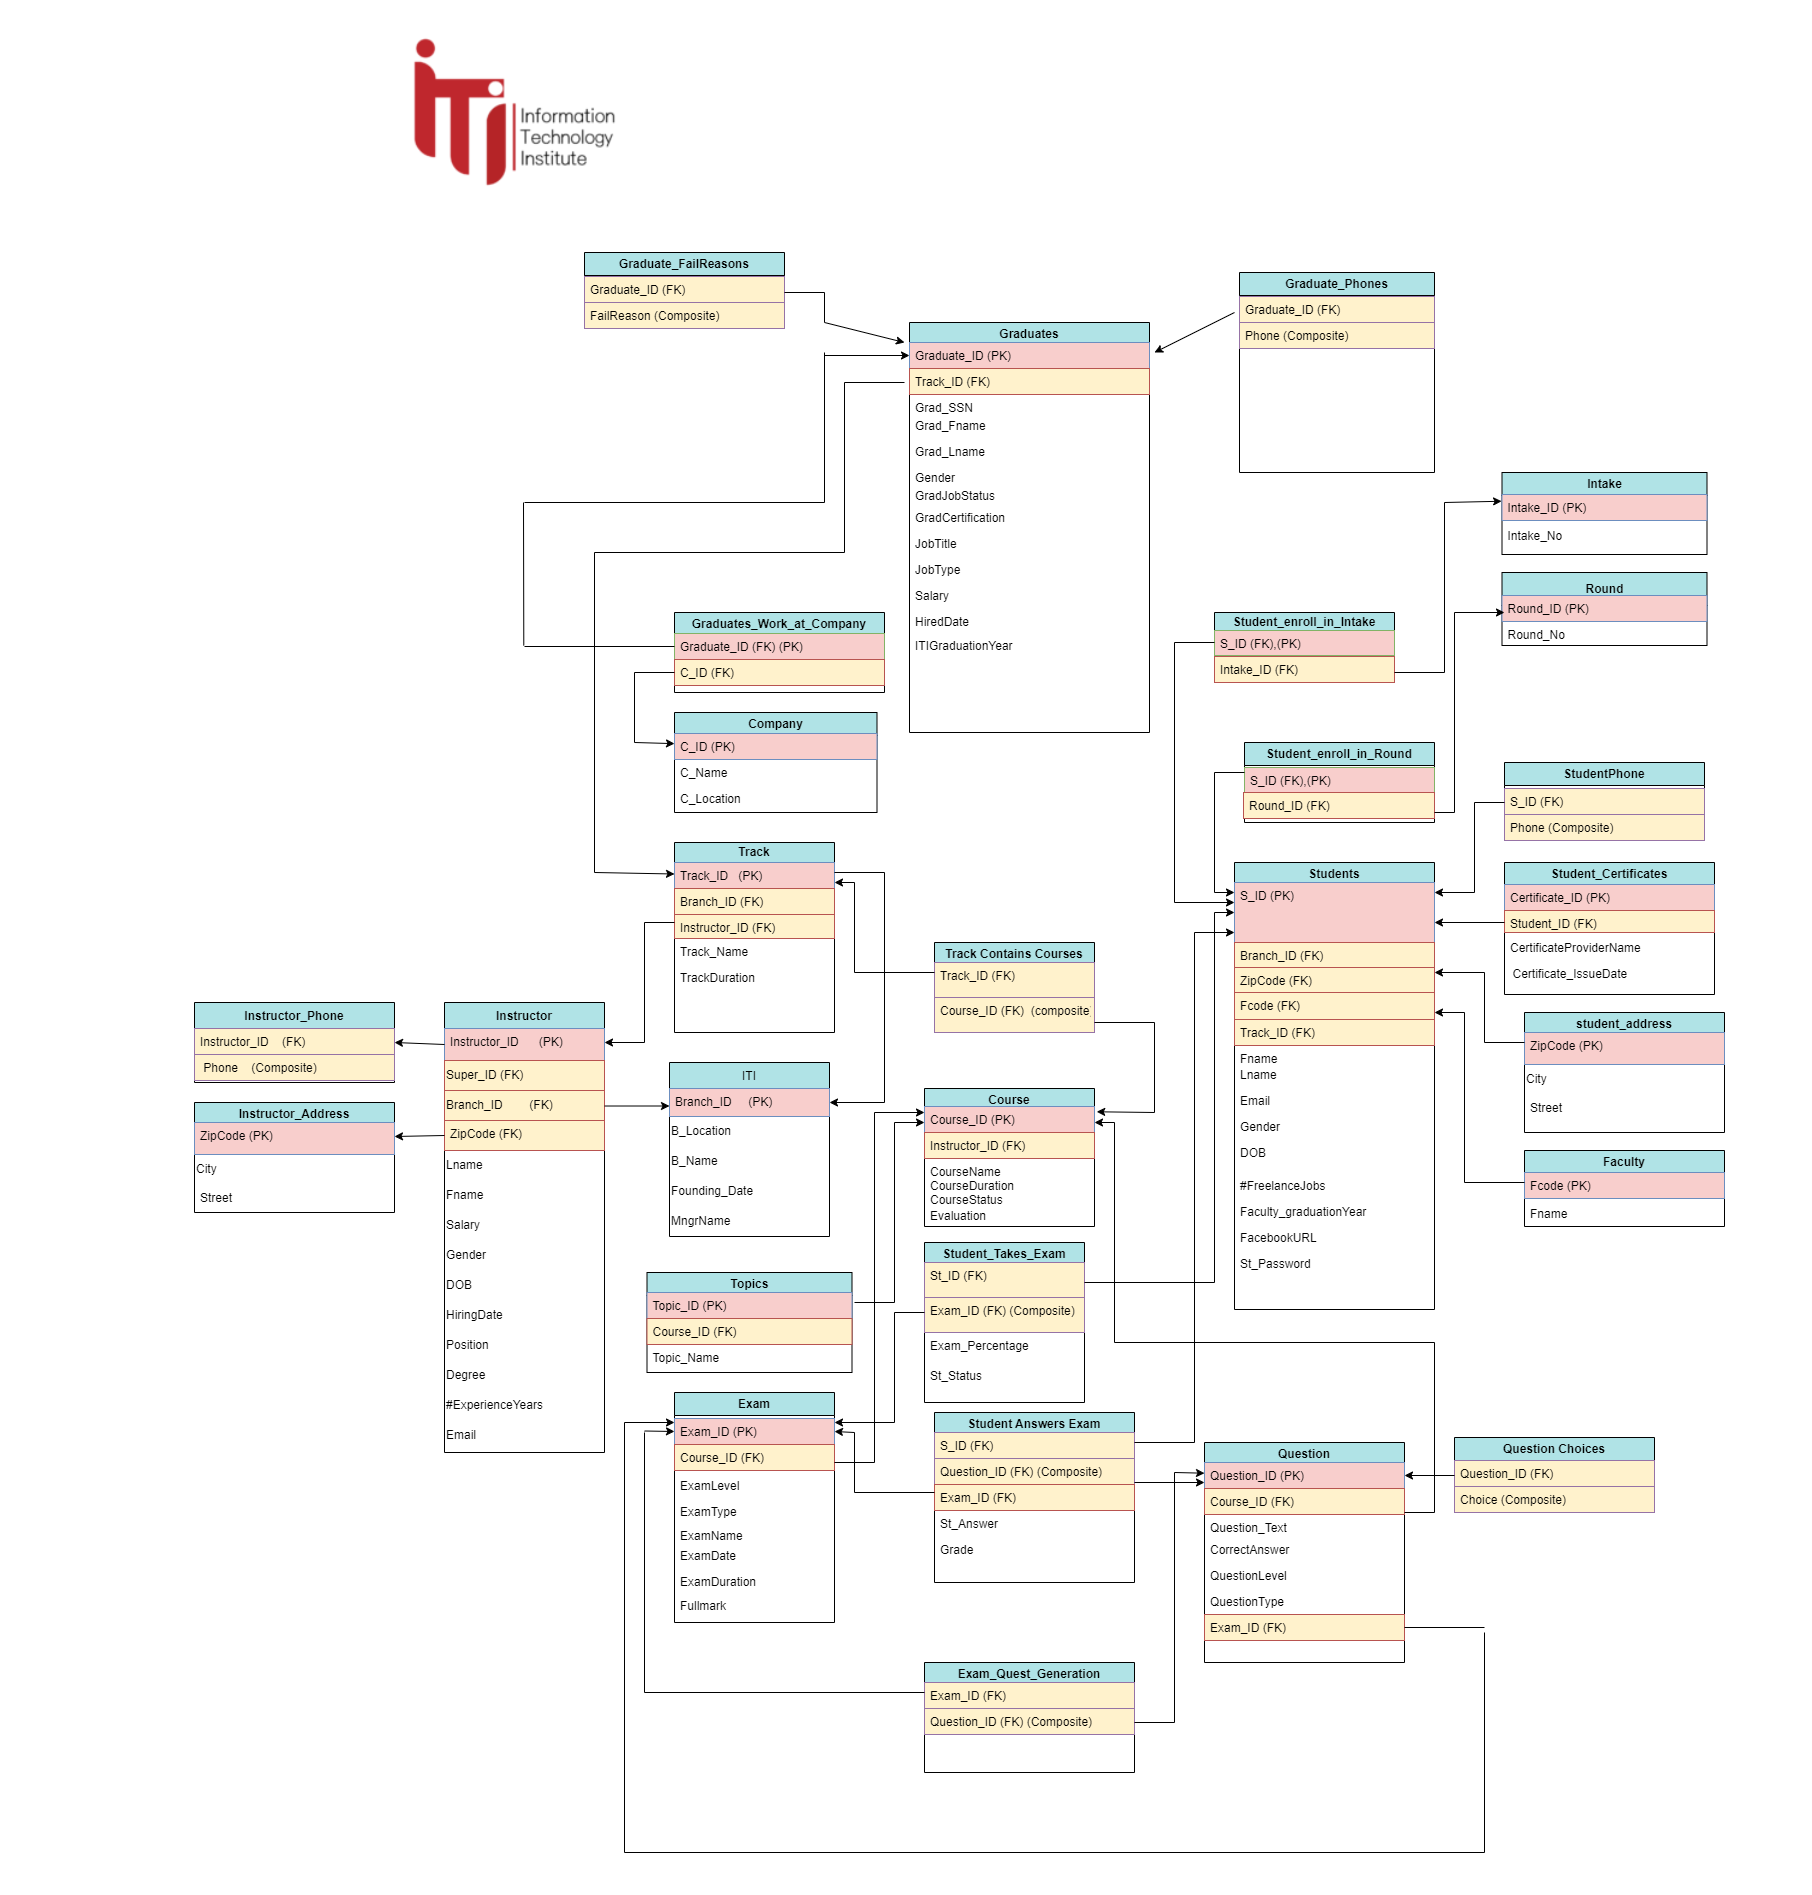 Information
Technology
Institute
Graduate_FailReasons
Graduate_ID (FK)
FailReason (Composite)
Graduate_Phones
Graduate_ID (FK)
Phone (Composite)
Graduates
Graduate_ID (PK)
Track_ID (FK)
Grad_SSN
Grad_Fname
Grad_Lname
Gender
GradJobStatus
GradCertification
JobTitle
JobType
Salary
HiredDate
ITIGraduationYear
Intake
Intake_ID (PK)
Intake_No
Round
Round_ID (PK)
Round_No
Graduates_Work_at_Company
Graduate_ID (FK) (PK)
C_ID (FK)
Student_enroll_in_Intake
S_ID (FK),(PK)
Intake_ID (FK)
Company
C_ID (PK)
C_Name
C_Location
Student_enroll_in_Round
S_ID (FK),(PK)
Round_ID (FK)
StudentPhone
S_ID (FK)
Phone (Composite)
Track
Track_ID (PK)
Branch_ID (FK)
Instructor_ID (FK)
Track_Name
TrackDuration
Students
S_ID (PK)
Branch_ID (FK)
ZipCode (FK)
Fcode (FK)
Track_ID (FK)
Fname
Lname
Email
Gender
DOB
#FreelanceJobs
Faculty_graduationYear
FacebookURL
St_Password
Student_Certificates
Certificate_ID (PK)
Student_ID (FK)
CertificateProviderName
Certificate_IssueDate
Track Contains Courses
Track_ID (FK)
Course_ID (FK) (composite
Instructor_Phone
Instructor_ID (FK)
Phone (Composite)
Instructor
Instructor_ID (PK)
Super_ID (FK)
Branch_ID (FK)
ZipCode (FK)
Lname
Fname
Salary
Gender
DOB
HiringDate
Position
Degree
#ExperienceYears
Email
student_address
ZipCode (PK)
City
Street
Instructor_Address
ZipCode (PK)
City
Street
ITI
Branch_ID (PK)
B_Location
B_Name
Founding_Date
MngrName
Course
Course_ID (PK)
Instructor_ID (FK)
CourseName
CourseDuration
CourseStatus
Evaluation
Faculty
Fcode (PK)
Fname
Student_Takes_Exam
St_ID (FK)
Exam_ID (FK) (Composite)
Exam_Percentage
St_Status
Topics
Topic_ID (PK)
Course_ID (FK)
Topic_Name
Exam
Exam_ID (PK)
Course_ID (FK)
ExamLevel
ExamType
ExamName
ExamDate
ExamDuration
Fullmark
Student Answers Exam
S_ID (FK)
Question_ID (FK) (Composite)
Exam_ID (FK)
St_Answer
Grade
Question
Question_ID (PK)
Course_ID (FK)
Question_Text
CorrectAnswer
QuestionLevel
QuestionType
Exam_ID (FK)
Question Choices
Question_ID (FK)
Choice (Composite)
Exam_Quest_Generation
Exam_ID (FK)
Question_ID (FK) (Composite)